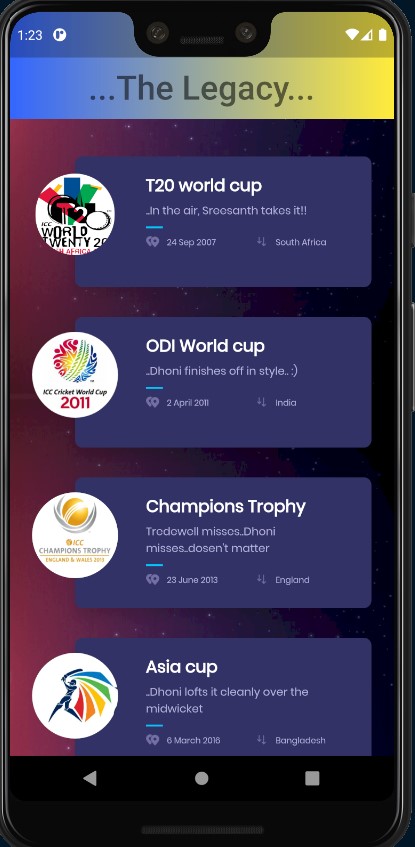 1:23
...The Legacy...
T20 world cup
..In the air, Sreesanth takes it!!
24 Sep 2007
South Africa
ICC
WORLD
TWENTY 20
ODI World cup
..Dhoni finishes off in style.. :)
2 April 2011
India
ICC Cricket World Cup
2011
Champions Trophy
Tredewell misses..Dhoni
misses..dosen't matter
23 June 2013
England
ICC
CHAMPIONS TROPHY
ENGLAND & WALES 2013
Asia cup
..Dhoni lofts it cleanly over the
midwicket
6 March 2016
Bangladesh